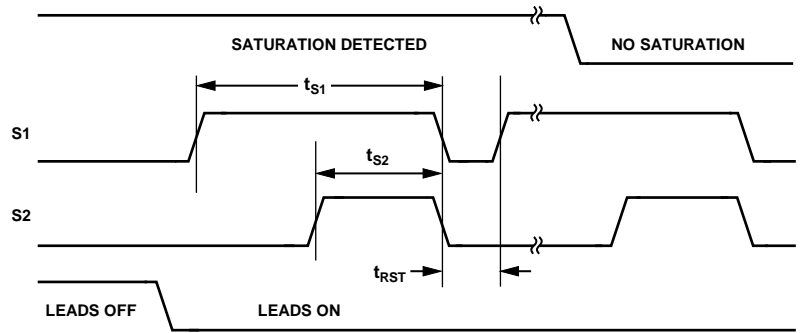 SATURATION DETECTED NO SATURATION
tS1
S1
tS2
S2
tRST
LEADS OFF LEADS ON